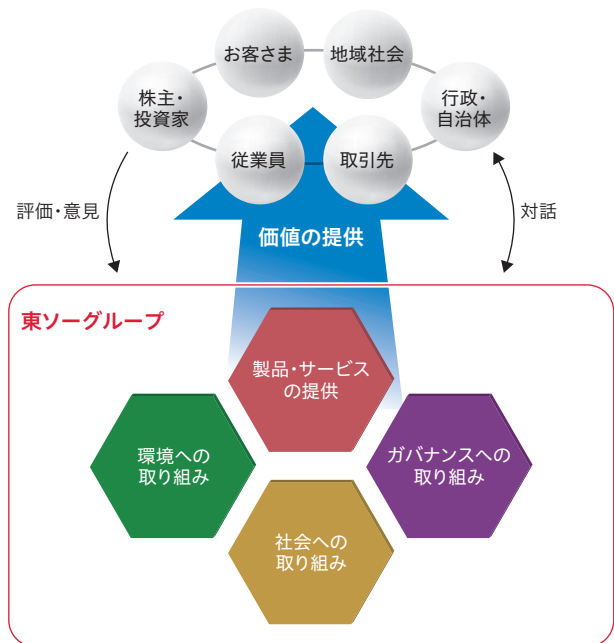 お客さま
地域社会
株主・
投資家
行政・
自治体
従業員
取引先
評価・意見
対話
価値の提供
東ソーグループ
製品・サービス
の提供
環境への
取り組み
ガバナンスへの
取り組み
社会への
取り組み